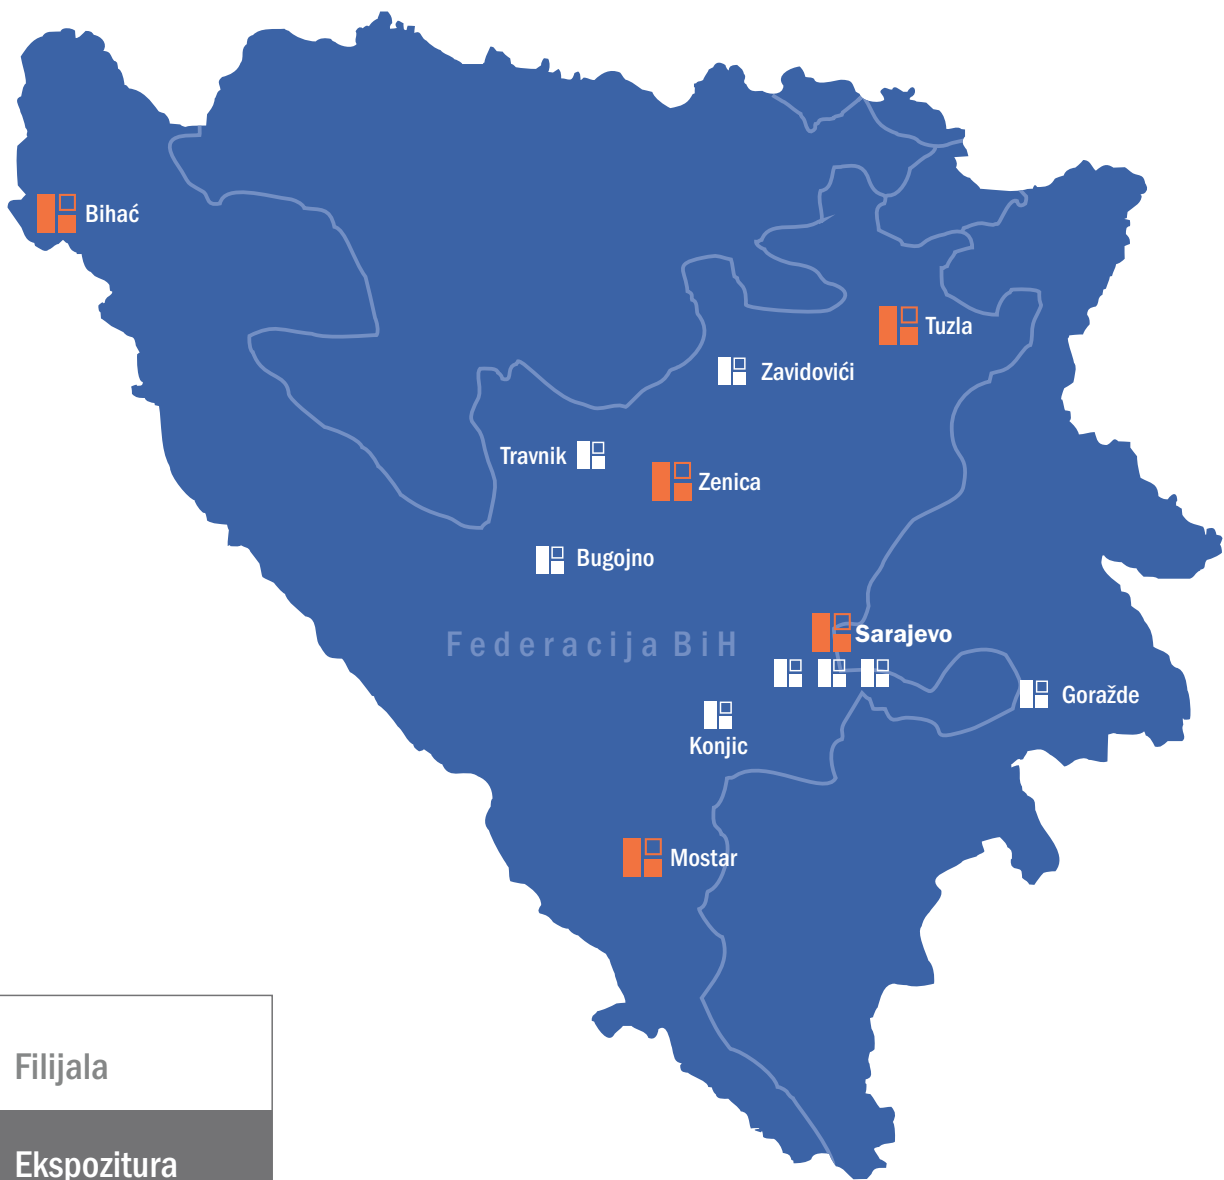 Bihać
Tuzla
Zavidovići
Travnik
Zenica
Bugojno
Federacija BiH
Sarajevo
Goražde
Konjic
Mostar
Filijala
Ekspozitura